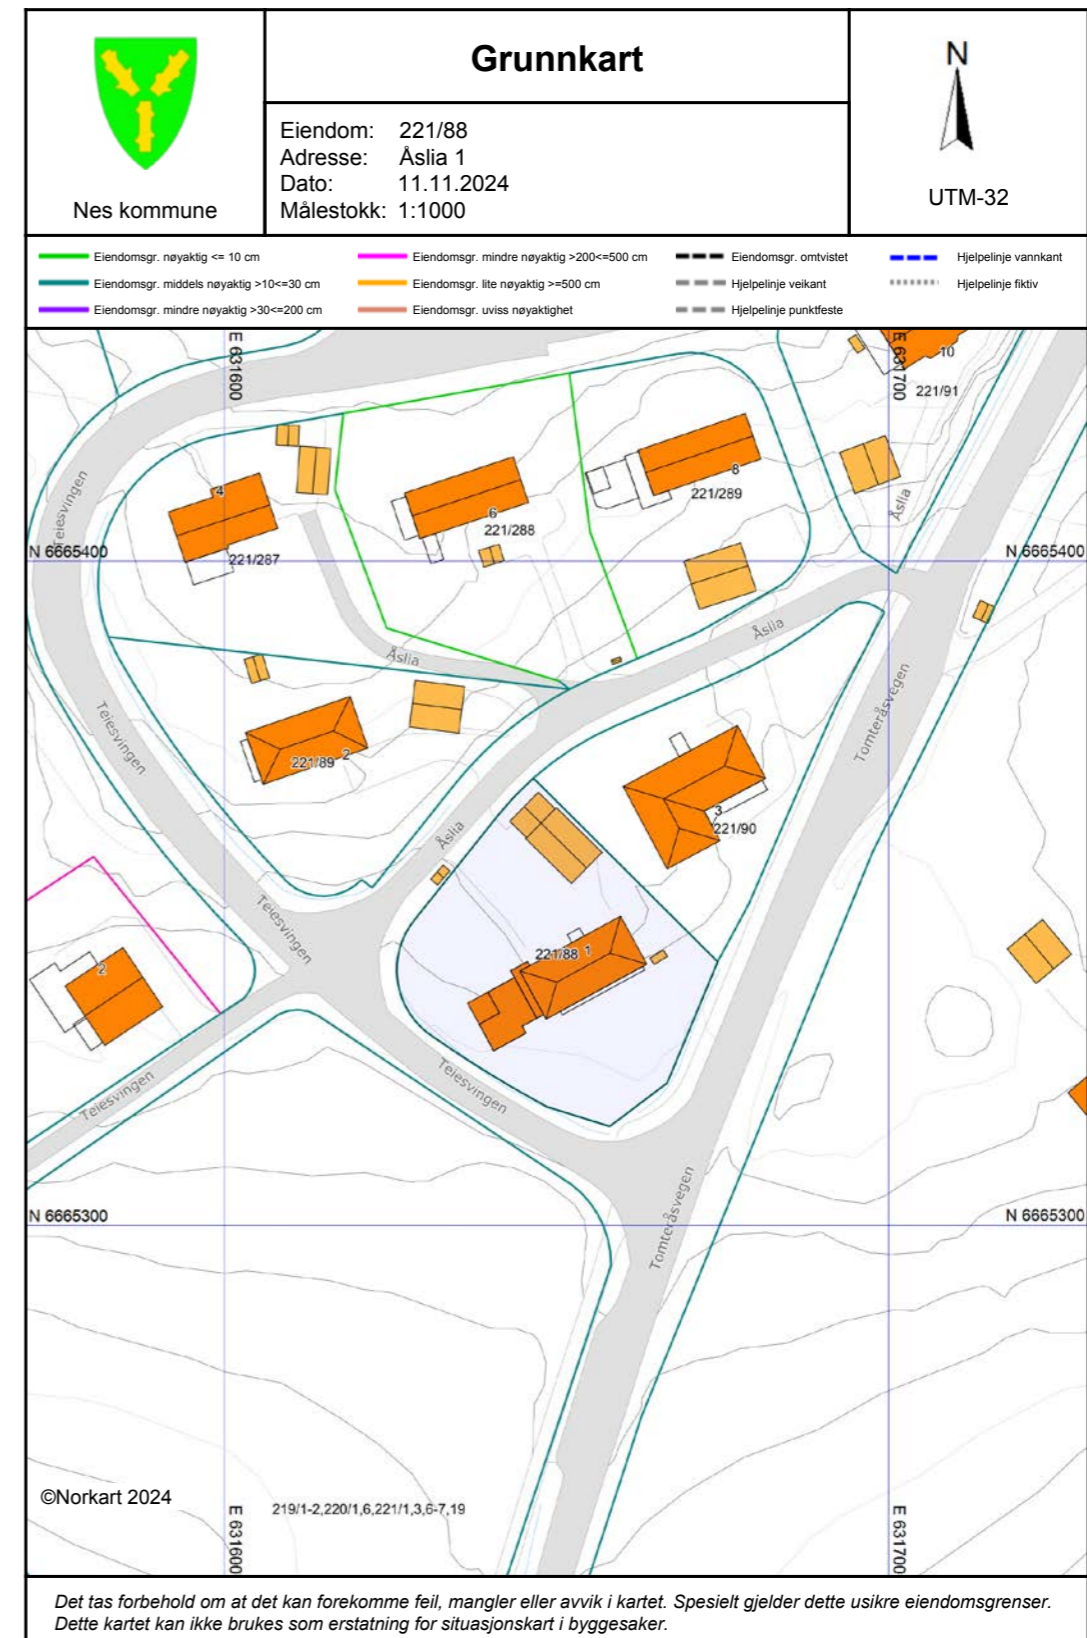 Grunnkart
Nes kommune
Eiendom: 221/88
Adresse: Åslia 1
Dato: 11.11.2024
Målestokk: 1:1000
N
UTM-32
Eiendomsgr. nøyaktig <= 10 cm
Eiendomsgr. middels nøyaktig >10<=30 cm
Eiendomsgr. mindre nøyaktig >30<=200 cm
Eiendomsgr. mindre nøyaktig >200<=500 cm
Eiendomsgr. lite nøyaktig >=500 cm
Eiendomsgr. uviss nøyaktighet
Eiendomsgr. omtvistet
Hjelpelinje veikant
Hjelpelinje punktfeste
Hjelpelinje vannkant
Hjelpelinje fiktiv
E 631600
E 631700
10
221/91
8
221/289
4
6
221/288
Teiesvingen
Åslia
N 6665400
N 6665400
221/287
Åslia
Åslia
Teiesvingen
221/89 2
Tomteråsvegen
3
221/90
Åslia
Teiesvingen
221/88 1
2
Teiesvingen
Teiesvingen
Tomteråsvegen
N 6665300
N 6665300
©Norkart 2024
E 631600
219/1-2,220/1,6,221/1,3,6-7,19
E 631700
Det tas forbehold om at det kan forekomme feil, mangler eller avvik i kartet. Spesielt gjelder dette usikre eiendomsgrenser.
Dette kartet kan ikke brukes som erstatning for situasjonskart i byggesaker.